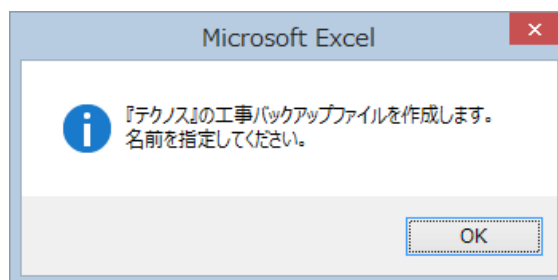 Microsoft Excel
『テクノス』の工事バックアップファイルを作成します。
名前を指定してください。
OK